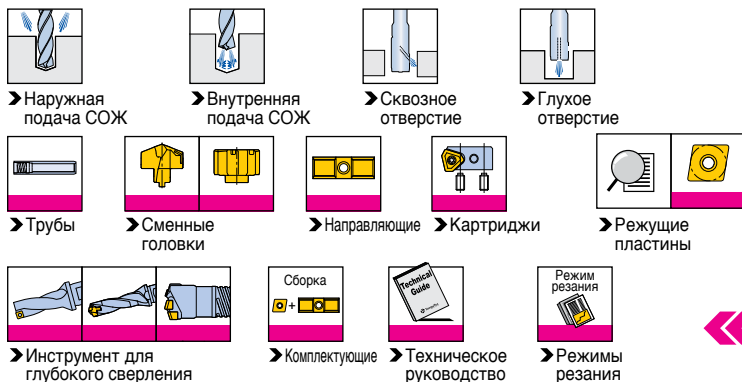 Наружная
подача СОЖ
Внутренняя
подача СОЖ
Сквозное
отверстие
Глухое
отверстие
Трубы
Сменные
головки
Направляющие
Картриджи
Режущие
пластины
Инструмент для
глубокого сверления
Сборка
Комплектующие
Technical
Guide
Техническое
руководство
Режим
резания
Режимы
резания